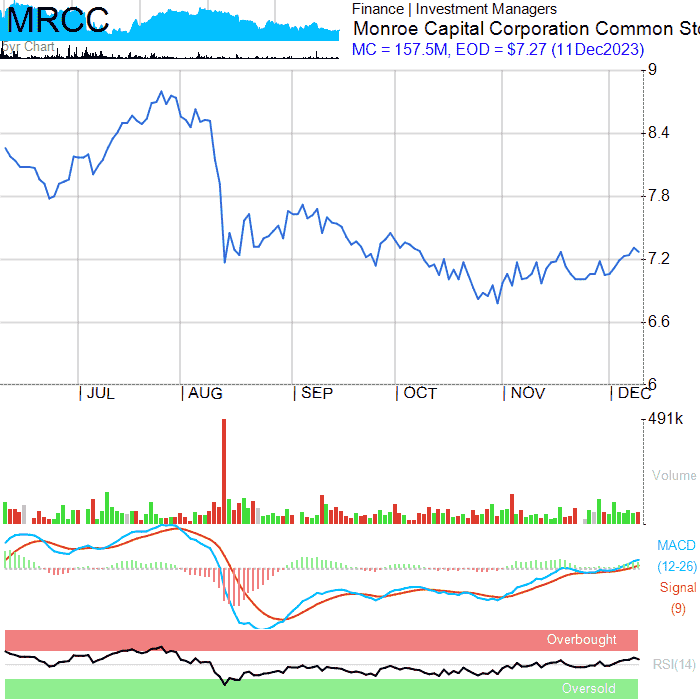 MRCC
5yr Chart
Finance | Investment Managers
Monroe Capital Corporation Common Sto
MC = 157.5M, EOD = $7.27 (11Dec2023)
9
8.4
7.8
7.2
6.6
6
JUL AUG SEP OCT NOV DEC
491k
Volume
MACD
(12-26)
Signal
(9)
Overbought
RSI(14)
Oversold